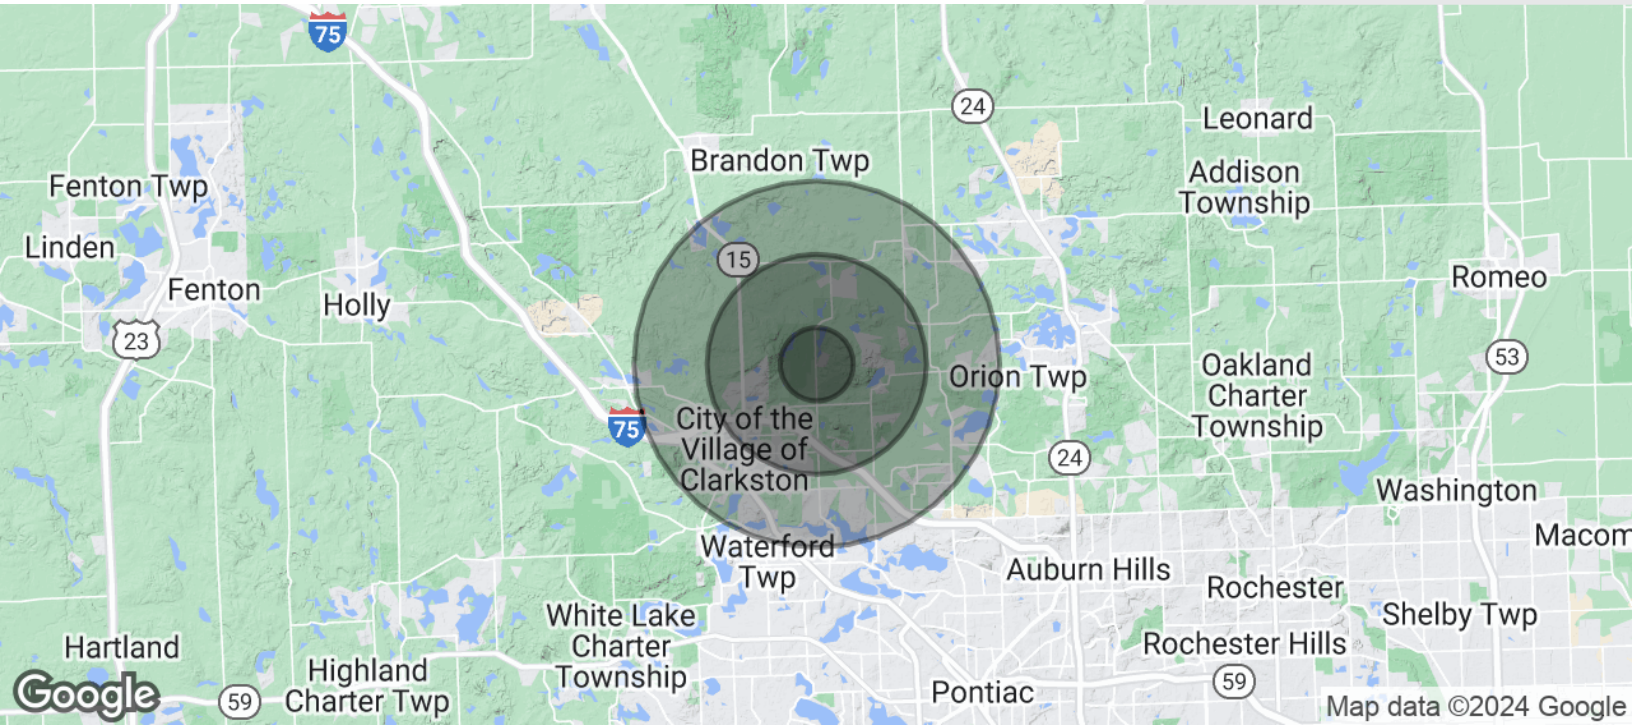 75
24
Leonard
Brandon Twp
Addison
Township
Fenton Twp
Linden
15
Romeo
Fenton
Holly
23
53
Oakland
Charter
Township
Orion Twp
75
City of the
Village of
Clarkston
24
Washington
Macom
Waterford
Twp
Auburn Hills
Rochester
White Lake
Charter
Township
Shelby Twp
Hartland
Rochester Hills
Highland
Charter Twp
59
Pontiac
59
Google
Map data ©2024 Google